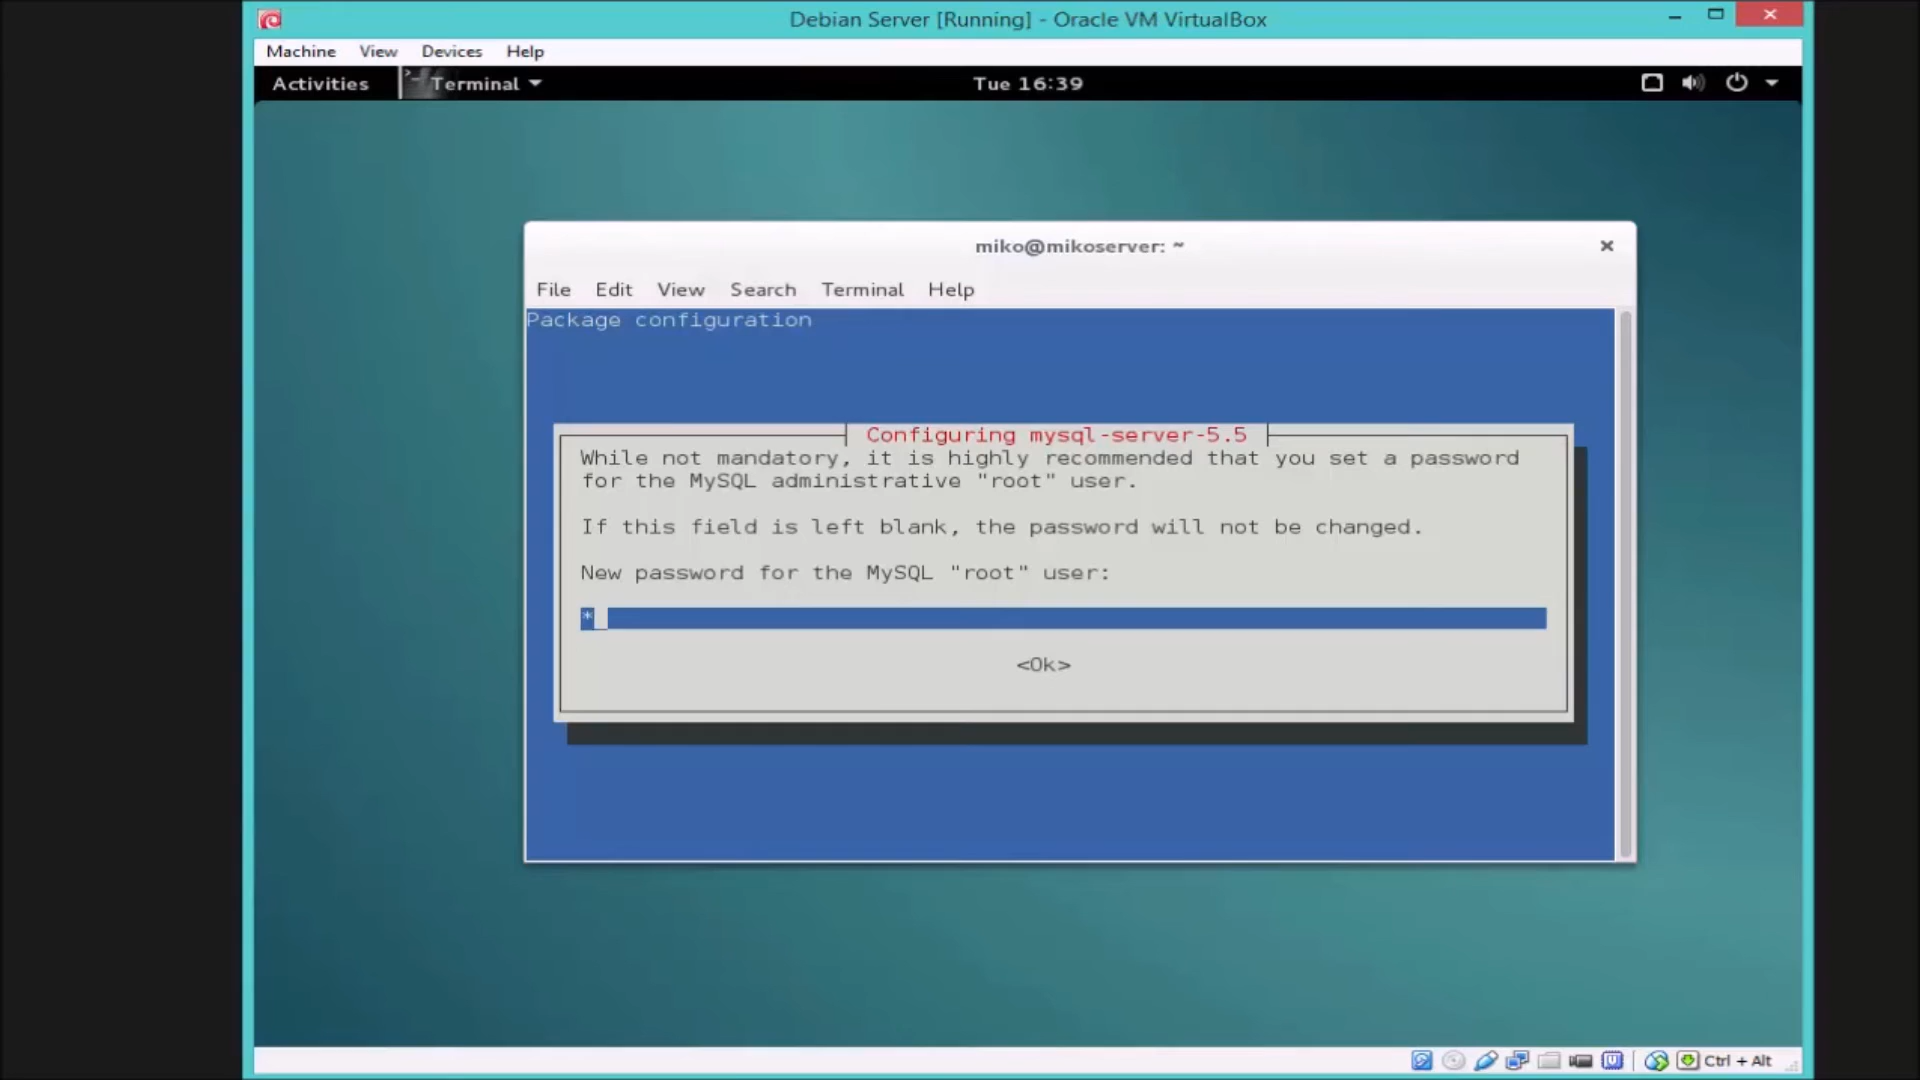 Debian Server [Running] - Oracle VM VirtualBox
Machine View Devices Help
Activities Terminal Tue 16:39
miko@mikoserver: ~
File Edit View Search Terminal Help
Package configuration
Configuring mysql-server-5.5
While not mandatory, it is highly recommended that you set a password
for the MySQL administrative "root" user.
If this field is left blank, the password will not be changed.
New password for the MySQL "root" user:
*
<Ok>
Ctrl + Alt